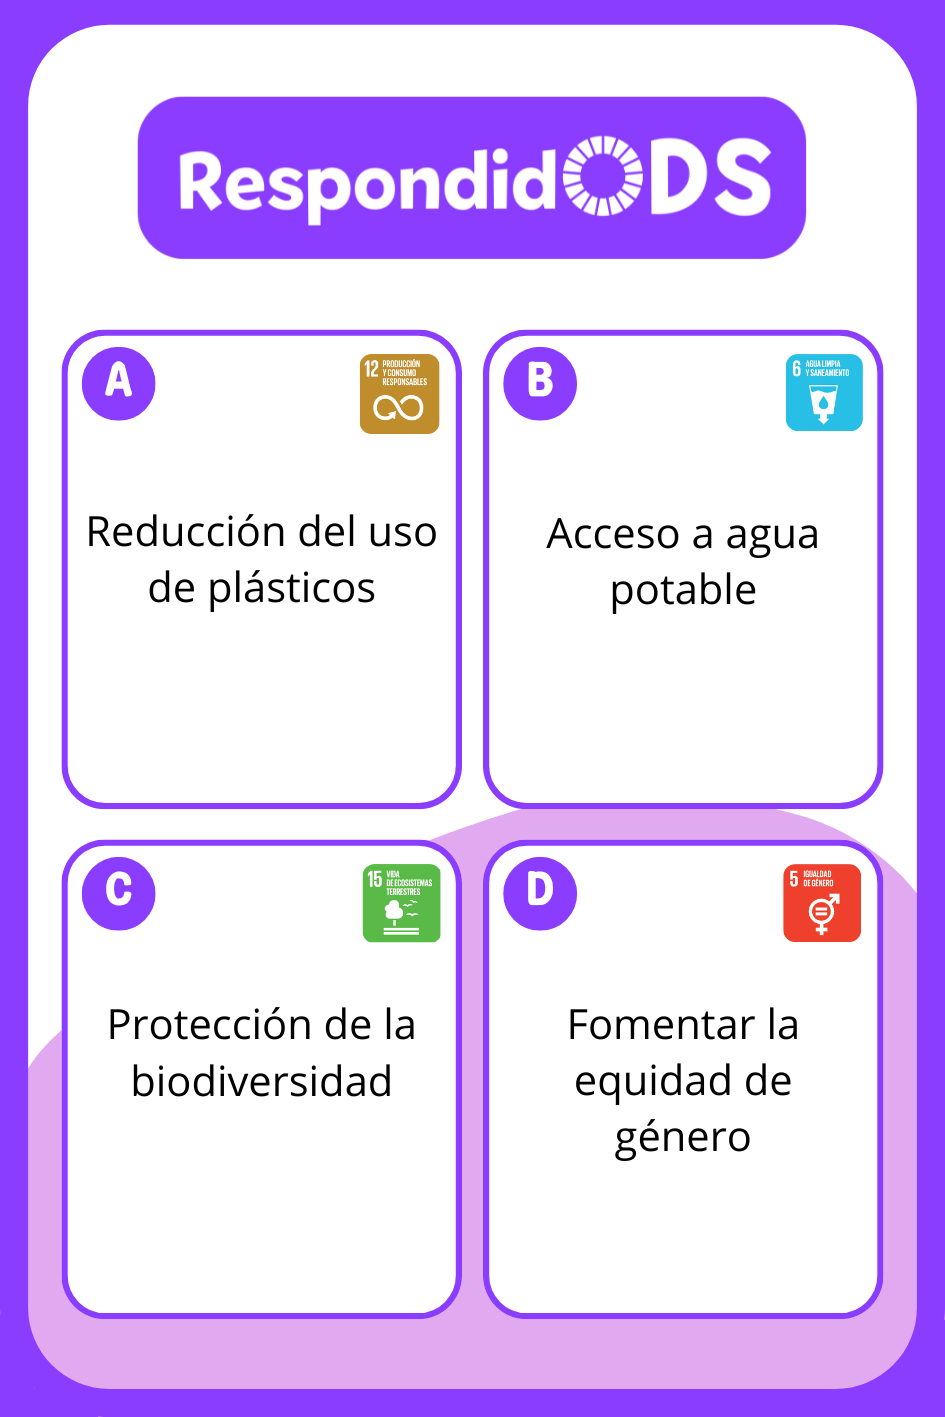 RespondidODS
A
12 PRODUCCIÓN
Y CONSUMO
RESPONSABLES
Reducción del uso
de plásticos
B
6 AGUA LIMPIA
Y SANEAMIENTO
Acceso a agua
potable
C
15 VIDA
DE ECOSISTEMAS
TERRESTRES
Protección de la
biodiversidad
D
5 IGUALDAD
DE GÉNERO
Fomentar la
equidad de
género